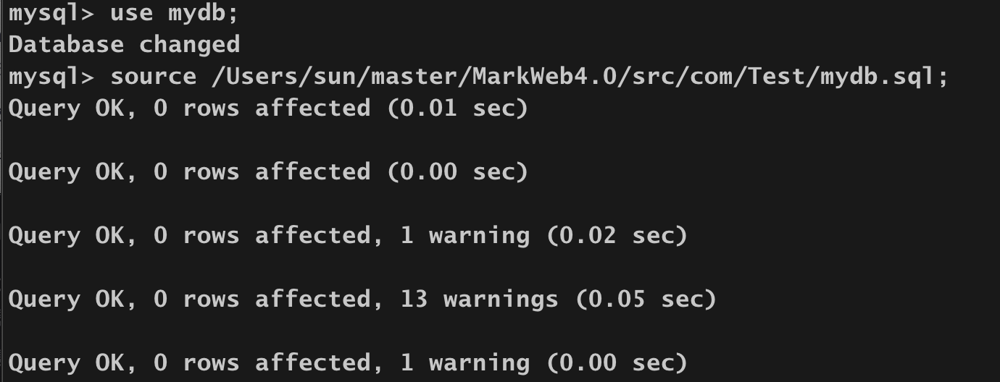 mysql> use mydb;
Database changed
mysql> source /Users/sun/master/MarkWeb4.0/src/com/Test/mydb.sql;
Query OK, 0 rows affected (0.01 sec)
Query OK, 0 rows affected (0.00 sec)
Query OK, 0 rows affected, 1 warning (0.02 sec)
Query OK, 0 rows affected, 13 warnings (0.05 sec)
Query OK, 0 rows affected, 1 warning (0.00 sec)